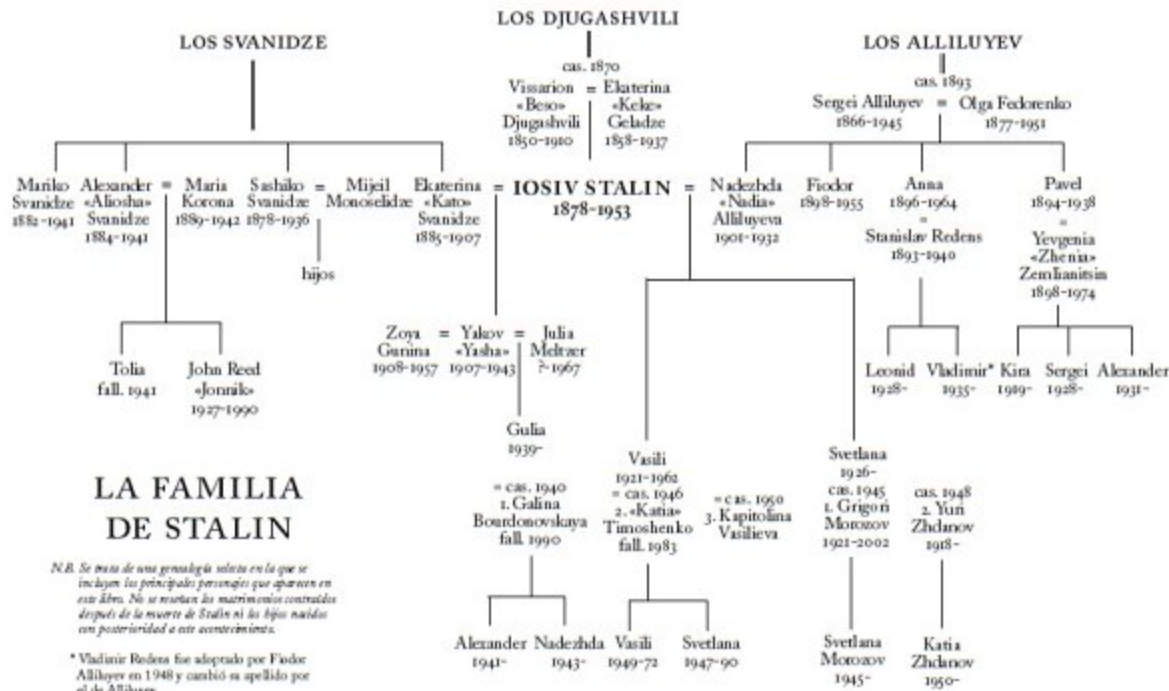 LOS DJUGASHVILI
LOS SVANIDZE
LOS ALLILUYEV
cas. 1870
Vissarion = Ekaterina
«Beso» «Keke»
Djugashvili Geladze
1850-1910 1858-1937
cas. 1893
Sergei Alliluyev = Olga Fedorenko
1866-1945 1877-1951
Mariko
Svanidze
1882-1941
Alexander = Maria
«Aliosha» Korona
Svanidze 1889-1942
1884-1941
Sashiko = Mijeil
Svanidze Monoselidze
1878-1936
hijos
Ekaterina = IOSIV STALIN = Nadezhda
«Kato» 1878-1953 «Nadia»
Svanidze Alliluyeva
1885-1907 1901-1932
Fiodor
1898-1955
Anna
1896-1964
=
Stanislav Redens
1893-1940
Pavel
1894-1938
=
Yevgenia
«Zhenia»
Zemlianitsin
1898-1974
Tolia
fall. 1941
John Reed
«Jonnik»
1927-1990
Zoya = Yakov = Julia
Gunina «Yasha» Meltzer
1908-1957 1907-1943 ?-1967
Gulia
1939-
Leonid
1928-
Vladimir*
1935-
Kira
1919-
Sergei
1928-
Alexander
1931-
Vasili
1921-1962
= cas. 1940
1. Galina
Bourdonovskaya
fall. 1990
= cas. 1946
2. «Katia»
Timoshenko
fall. 1983
= cas. 1950
3. Kapitolina
Vasilieva
Svetlana
1926-
cas. 1945
1. Grigori
Morozov
1921-2002
cas. 1948
2. Yuri
Zhdanov
1918-
Alexander
1941-
Nadezhda
1943-
Vasili
1949-72
Svetlana
1947-90
Svetlana
Morozov
1945-
Katia
Zhdanov
1950-
LA FAMILIA
DE STALIN
N.B. Se trata de una genealogía selecta en la que se
incluyen los principales personajes que aparecen en
este libro. No se reseñan los matrimonios contraídos
después de la muerte de Stalin ni los hijos nacidos
con posterioridad a este acontecimiento.
* Vladimir Redens fue adoptado por Fiodor
Alliluyev en 1948 y cambió su apellido por
el de Alliluyev